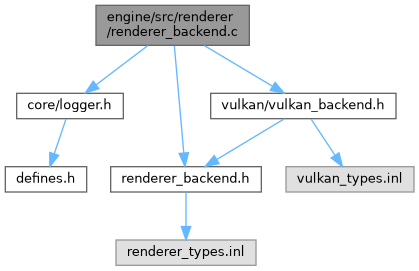 engine/src/renderer
/renderer_backend.c
core/logger.h
vulkan/vulkan_backend.h
defines.h
renderer_backend.h
vulkan_types.inl
renderer_types.inl